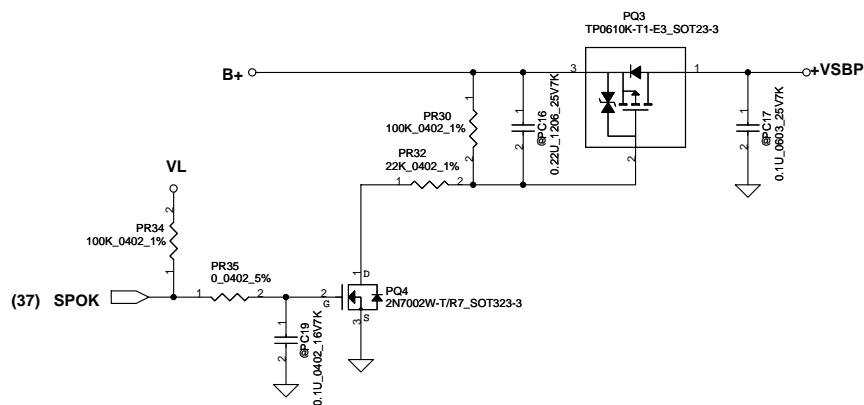 PQ3
TP0610K-T1-E3_SOT23-3
B+
3
1
+VSBP
1
PR30
100K_0402_1%
2
1
@PC16
2
0.22U_1206_25V7K
2
1
@PC17
2
0.1U_0603_25V7K
PR32
22K_0402_1%
1
2
VL
2
PR34
100K_0402_1%
1
PR35
0_0402_5%
(37) SPOK
1
2
2
G
1
D
PQ4
2N7002W-T/R7_SOT323-3
3
S
1
@PC19
2
0.1U_0402_16V7K